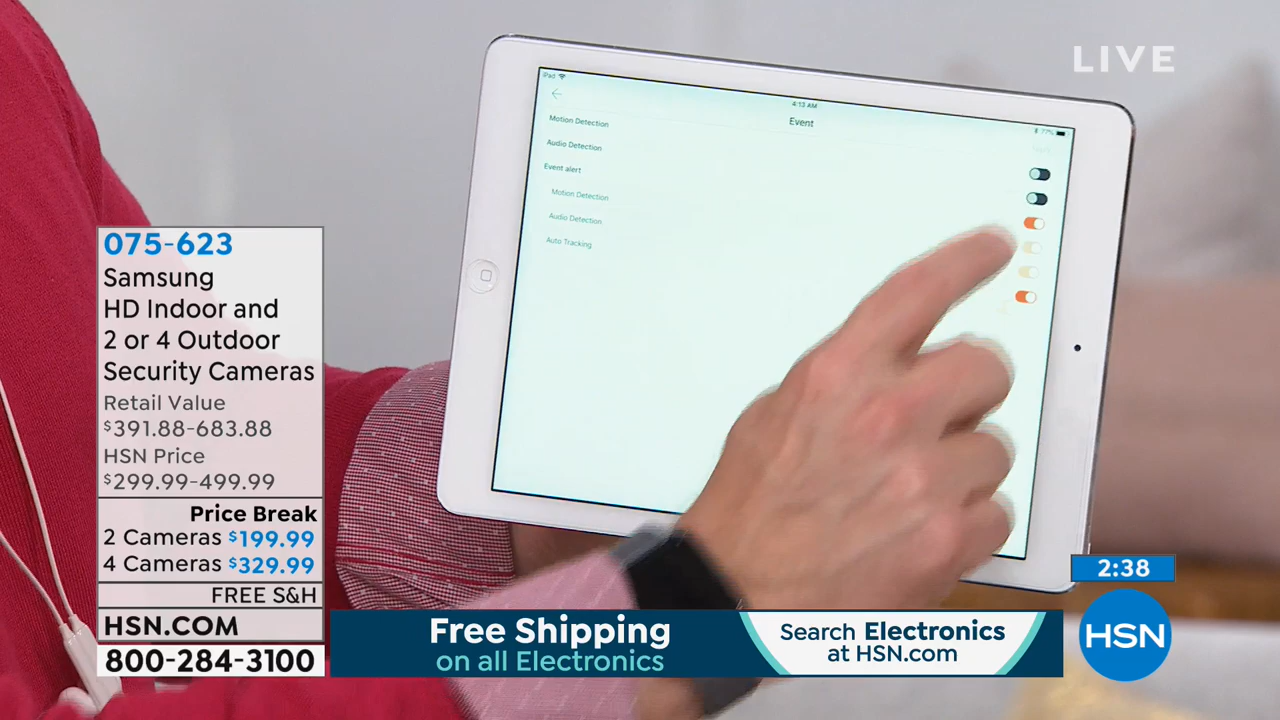 LIVE
iPad
4:13 AM
77%
Event
Motion Detection
Audio Detection
Event alert
Motion Detection
Audio Detection
Auto Tracking
075-623
Samsung
HD Indoor and
2 or 4 Outdoor
Security Cameras
Retail Value
$391.88-683.88
HSN Price
$299.99-499.99
Price Break
2 Cameras $199.99
4 Cameras $329.99
FREE S&H
HSN.COM
800-284-3100
Free Shipping
on all Electronics
Search Electronics
at HSN.com
2:38
HSN